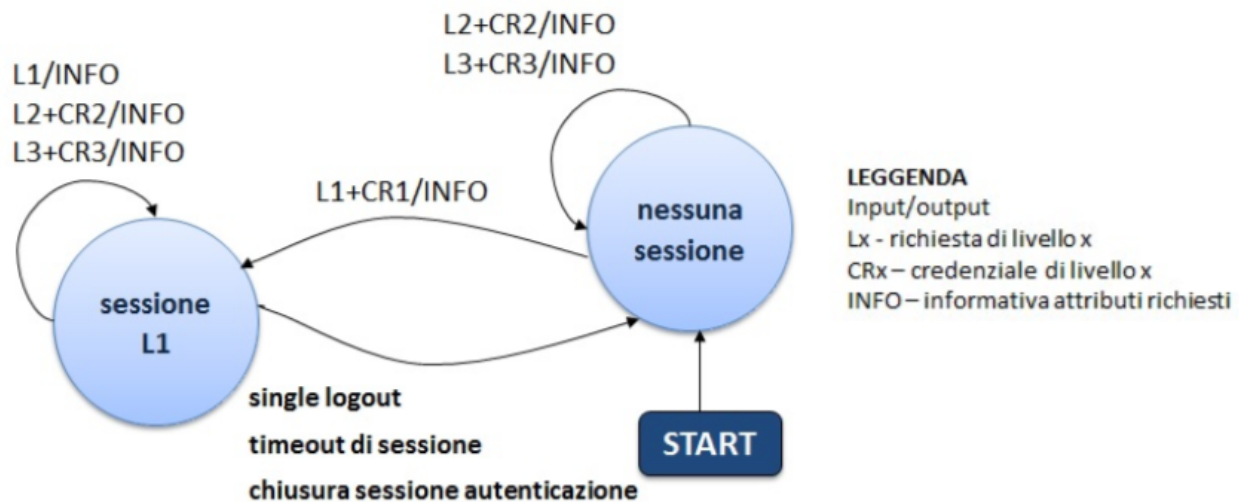 L2+CR2/INFO
L3+CR3/INFO
L1/INFO
L2+CR2/INFO
L3+CR3/INFO
L1+CR1/INFO
nessuna
sessione
LEGGENDA
Input/output
Lx - richiesta di livello x
CRx – credenziale di livello x
INFO – informativa attributi richiesti
sessione
L1
single logout
timeout di sessione
chiusura sessione autenticazione
START